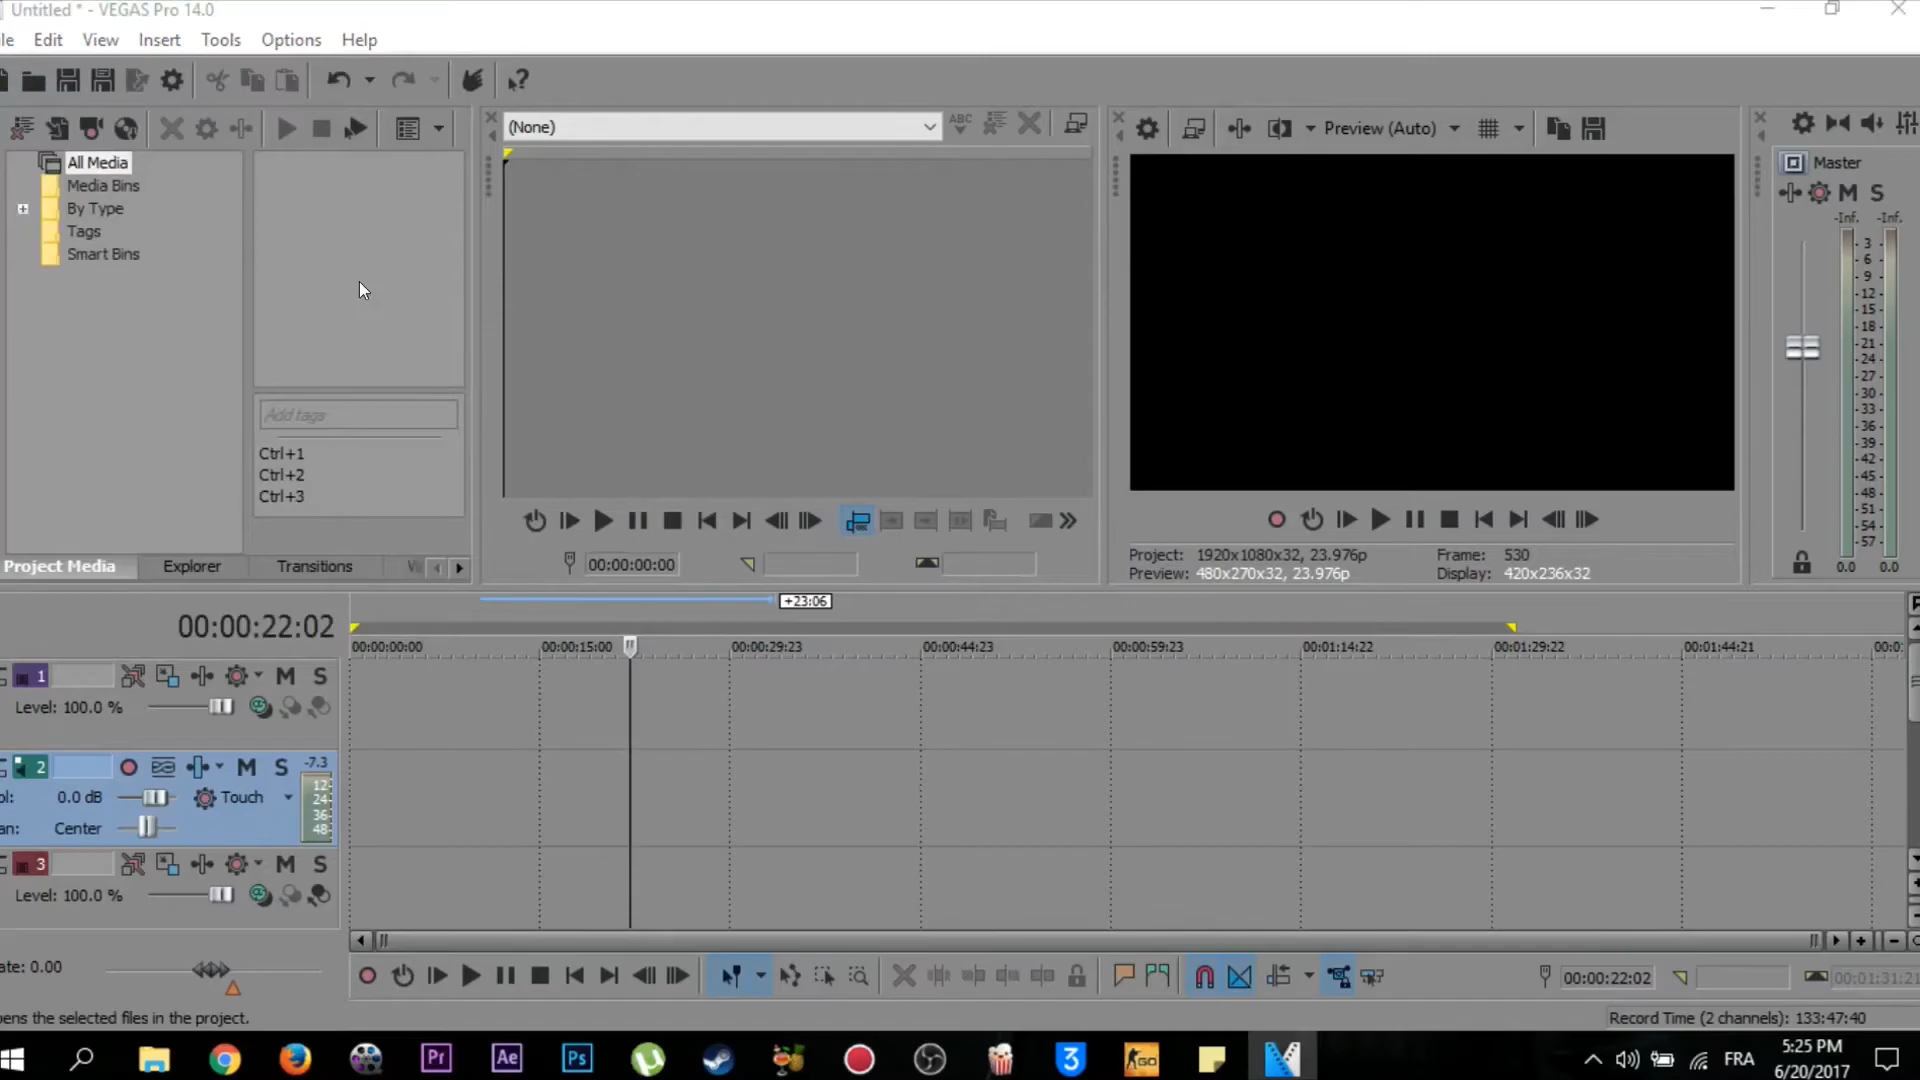 Untitled * - VEGAS Pro 14.0
le Edit View Insert Tools Options Help
(None)
ABC
Preview (Auto)
All Media
Media Bins
By Type
Tags
Smart Bins
Add tags
Ctrl+1
Ctrl+2
Ctrl+3
Master
M S
-Inf. -Inf.
3
6
9
12
15
18
21
24
27
30
33
36
39
42
45
48
51
54
57
0.0 0.0
00:00:00:00
Project: 1920x1080x32, 23.976p Frame: 530
Preview: 480x270x32, 23.976p Display: 420x236x32
Project Media Explorer Transitions
+23:06
00:00:22:02
00:00:00:00 00:00:15:00 00:00:29:23 00:00:44:23 00:00:59:23 00:01:14:22 00:01:29:22 00:01:44:21 00:0
1 M S
Level: 100.0 %
2 M S -7.3
ol: 0.0 dB Touch
an: Center
12
24
36
48
3 M S
Level: 100.0 %
ate: 0.00
00:00:22:02 00:01:31:21
pens the selected files in the project.
Record Time (2 channels): 133:47:40
Pr Ae Ps 3 GO
FRA
5:25 PM
6/20/2017